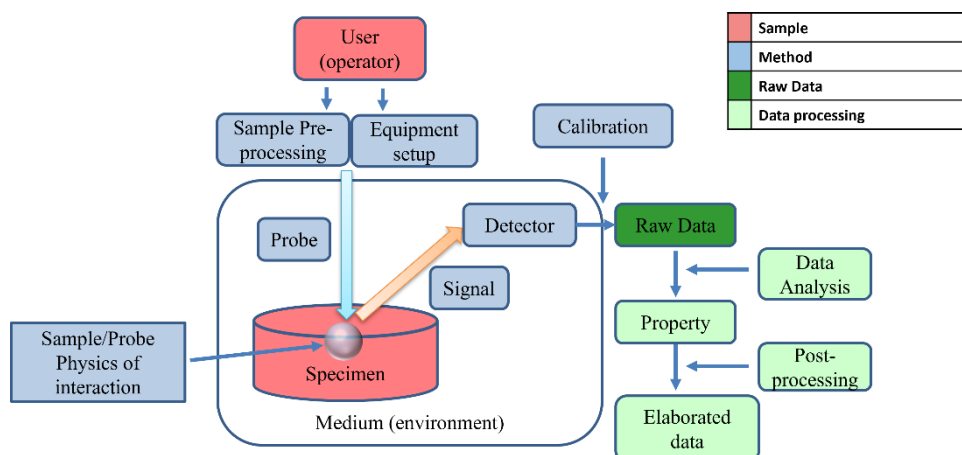 User
(operator)
Sample Pre-
processing
Equipment
setup
Calibration
Sample
Method
Raw Data
Data processing
Probe
Detector
Signal
Raw Data
Data
Analysis
Property
Post-
processing
Elaborated
data
Sample/Probe
Physics of
interaction
Specimen
Medium (environment)